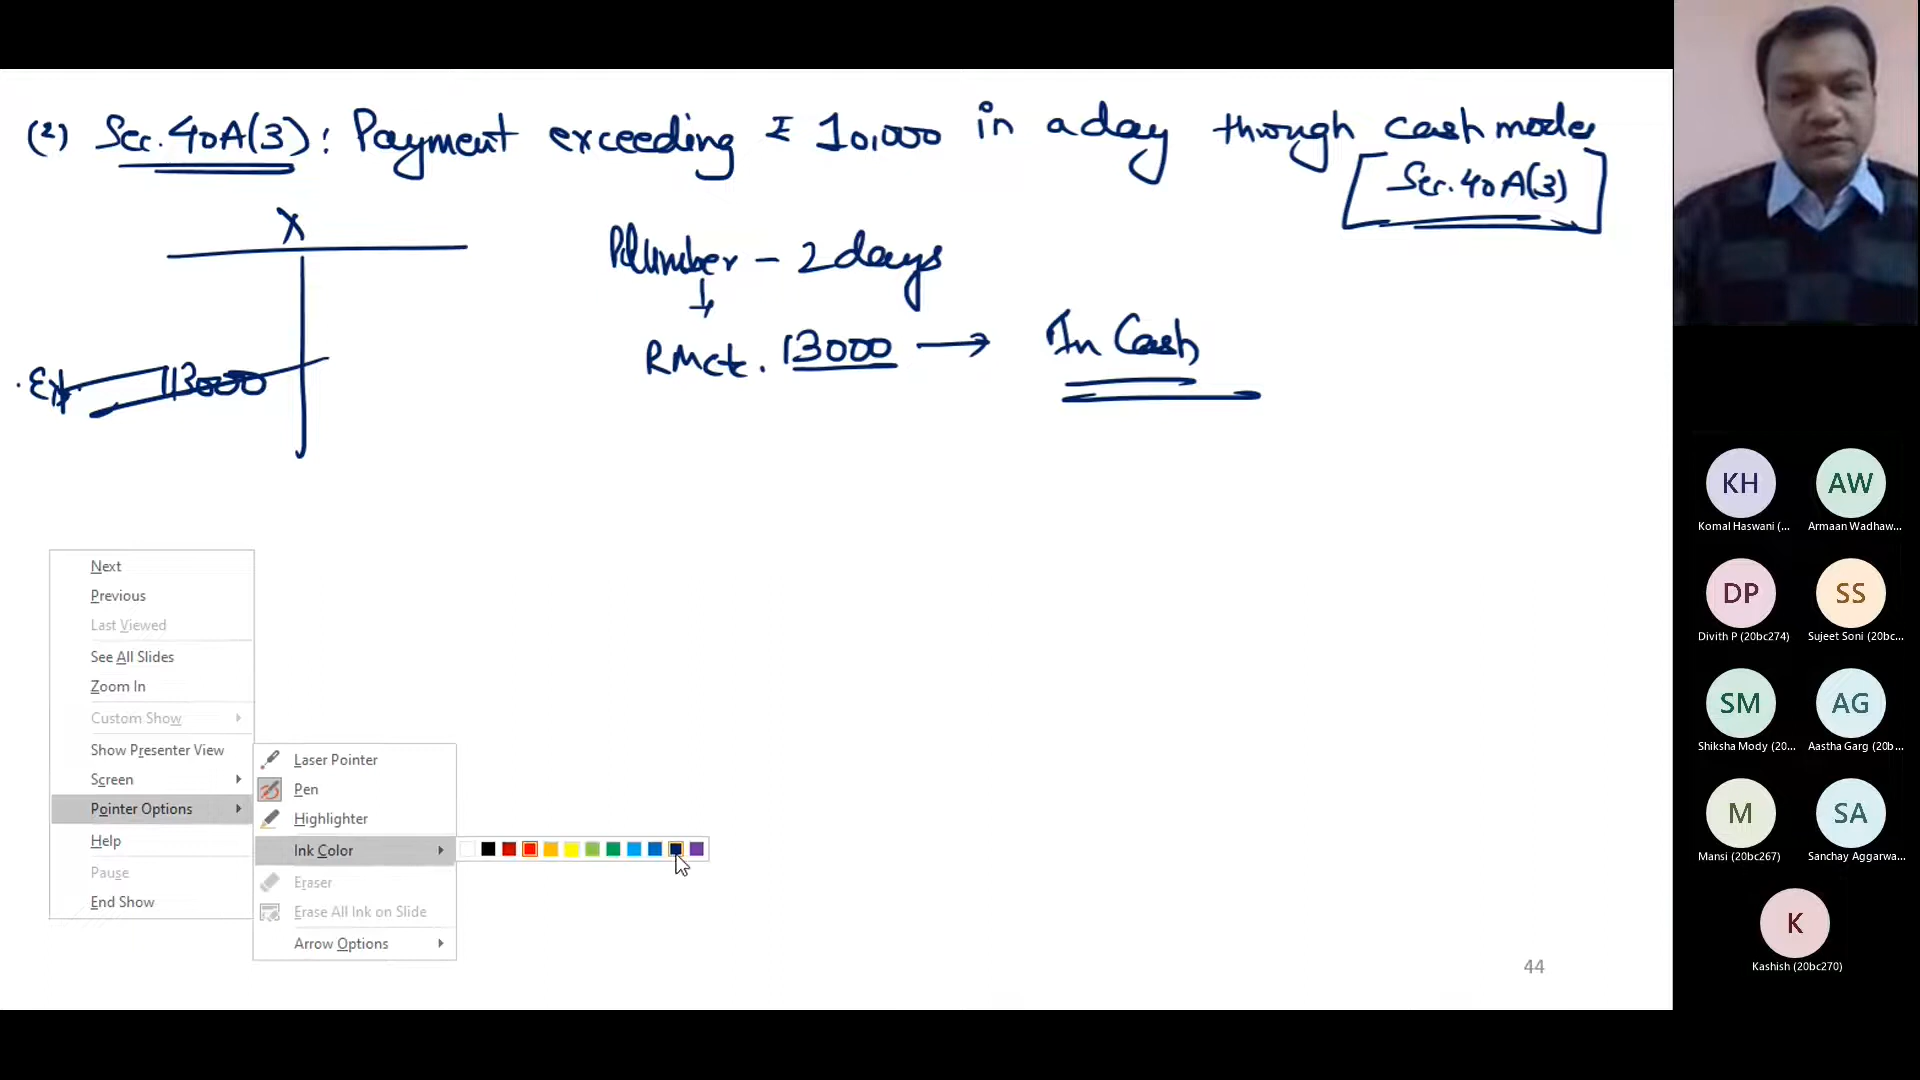 (2) Sec. 40A(3): Payment exceeding ₹ 10,000 in a day through cash mode
Sec. 40A(3)
X
Plumber - 2 days
RMct. 13000 → In Cash
Exp 13000
Next
Previous
Last Viewed
See All Slides
Zoom In
Custom Show
Show Presenter View
Screen
Pointer Options
Help
Pause
End Show
Laser Pointer
Pen
Highlighter
Ink Color
Eraser
Erase All Ink on Slide
Arrow Options
44
KH AW
Komal Haswani (... Armaan Wadhaw...
DP SS
Divith P (20bc274) Sujeet Soni (20bc...
SM AG
Shiksha Mody (20... Aastha Garg (20b...
M SA
Mansi (20bc267) Sanchay Aggarwa...
K
Kashish (20bc270)